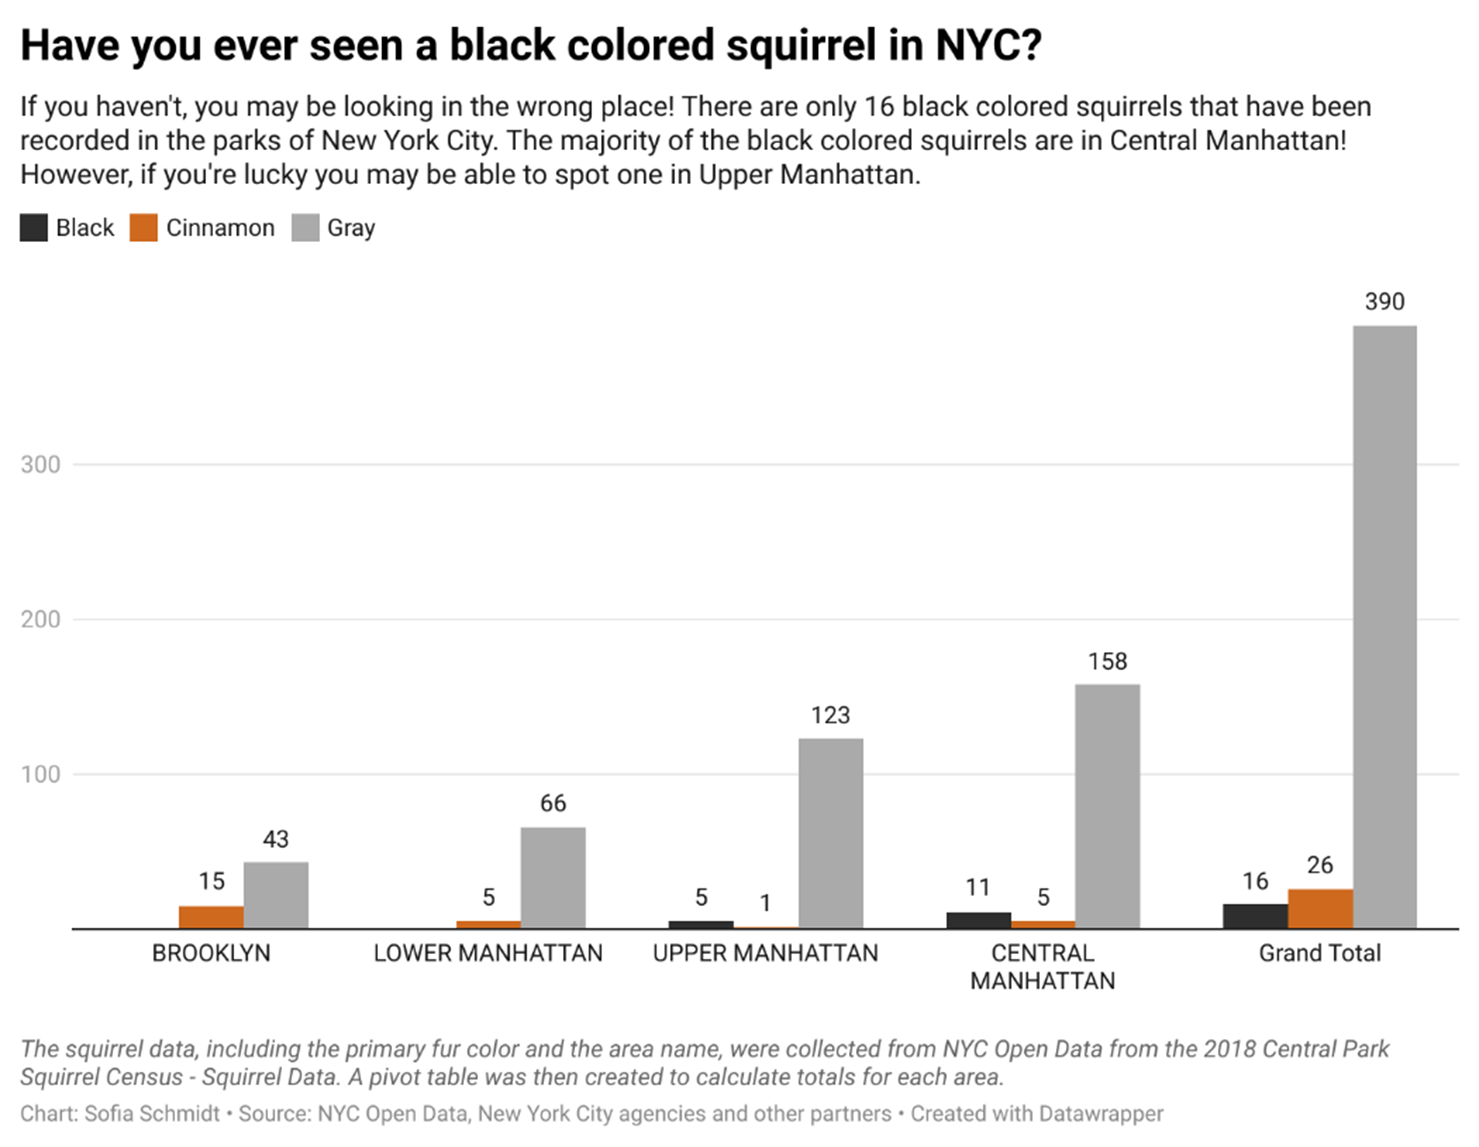 Have you ever seen a black colored squirrel in NYC?
If you haven't, you may be looking in the wrong place! There are only 16 black colored squirrels that have been
recorded in the parks of New York City. The majority of the black colored squirrels are in Central Manhattan!
However, if you're lucky you may be able to spot one in Upper Manhattan.
Black Cinnamon Gray
390
300
200
158
123
100
66
43
15
5
5
1
11
5
16
26
BROOKLYN
LOWER MANHATTAN
UPPER MANHATTAN
CENTRAL
MANHATTAN
Grand Total
The squirrel data, including the primary fur color and the area name, were collected from NYC Open Data from the 2018 Central Park
Squirrel Census - Squirrel Data. A pivot table was then created to calculate totals for each area.
Chart: Sofia Schmidt • Source: NYC Open Data, New York City agencies and other partners • Created with Datawrapper